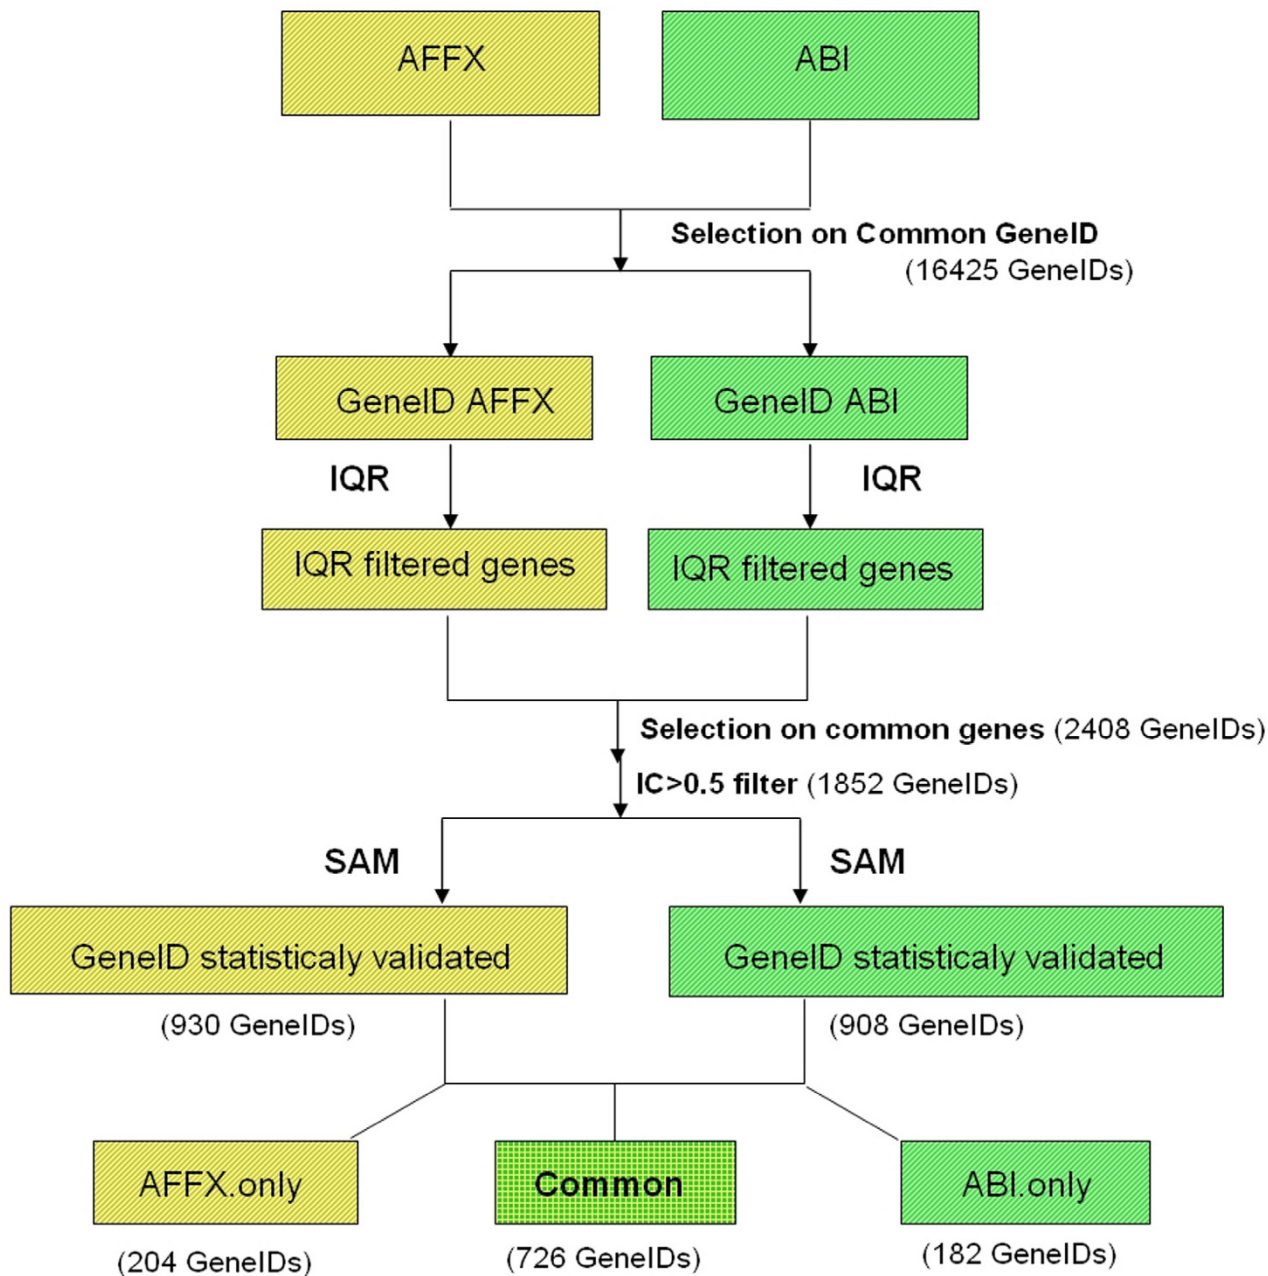 AFFX
ABI
Selection on Common GeneID
(16425 GeneIDs)
GeneID AFFX
GeneID ABI
IQR
IQR
IQR filtered genes
IQR filtered genes
Selection on common genes (2408 GeneIDs)
IC>0.5 filter (1852 GeneIDs)
SAM
SAM
GeneID statisticaly validated
GeneID statisticaly validated
(930 GeneIDs)
(908 GeneIDs)
AFFX.only
Common
ABI.only
(204 GeneIDs)
(726 GeneIDs)
(182 GeneIDs)